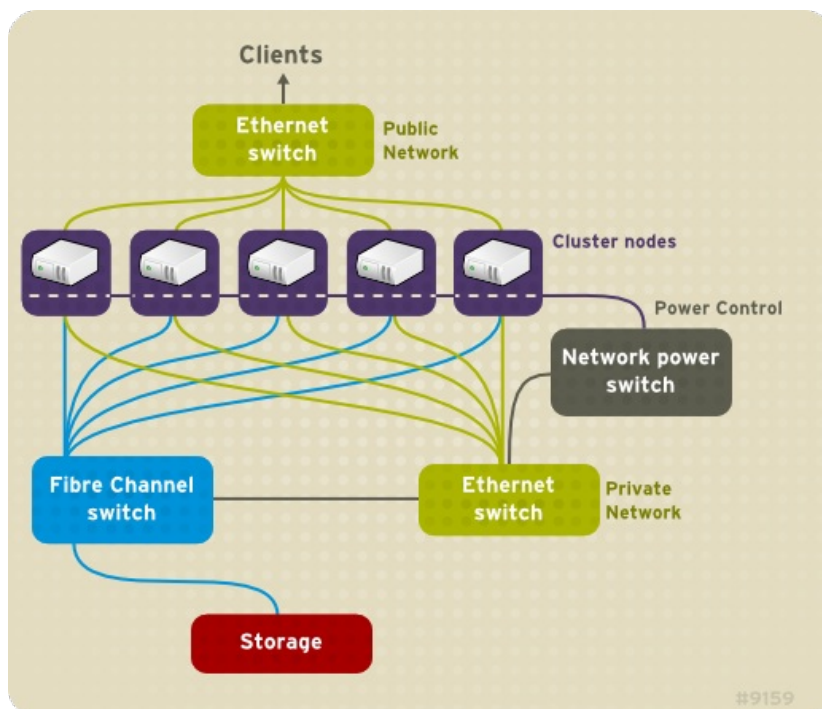 Clients
Ethernet
switch
Public
Network
Cluster nodes
Power Control
Network power
switch
Fibre Channel
switch
Ethernet
switch
Private
Network
Storage
#9159